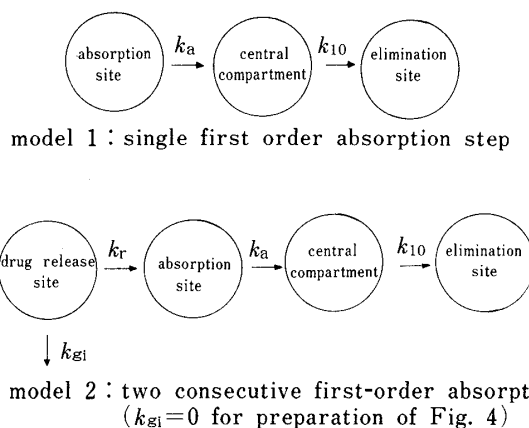 absorption site
kₐ
central compartment
k₁₀
elimination site
model 1 : single first order absorption step
drug release site
kᵣ
absorption site
kₐ
central compartment
k₁₀
elimination site
k_gi
model 2 : two consecutive first-order absorpt
(k_gi=0 for preparation of Fig. 4)